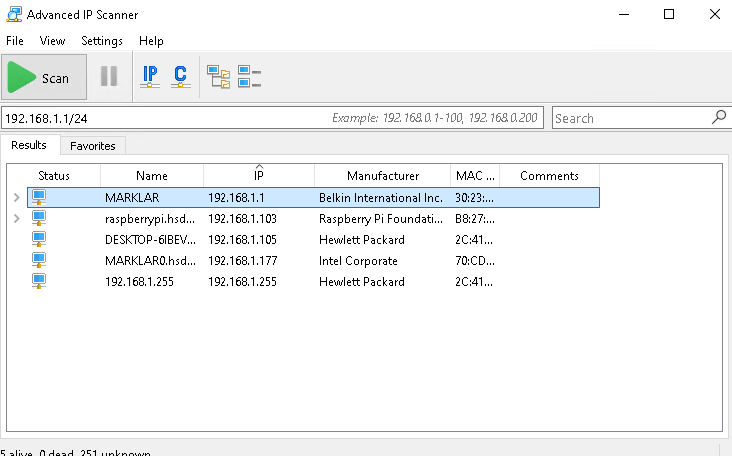 Advanced IP Scanner
File View Settings Help
Scan IP C
192.168.1.1/24 Example: 192.168.0.1-100, 192.168.0.200 Search
Results Favorites
Status Name IP Manufacturer MAC ... Comments
MARKLAR 192.168.1.1 Belkin International Inc. 30:23:...
raspberrypi.hsd... 192.168.1.103 Raspberry Pi Foundati... B8:27:...
DESKTOP-6IBEV... 192.168.1.105 Hewlett Packard 2C:41...
MARKLAR0.hsd... 192.168.1.177 Intel Corporate 70:CD...
192.168.1.255 192.168.1.255 Hewlett Packard 2C:41...
5 alive, 0 dead, 251 unknown